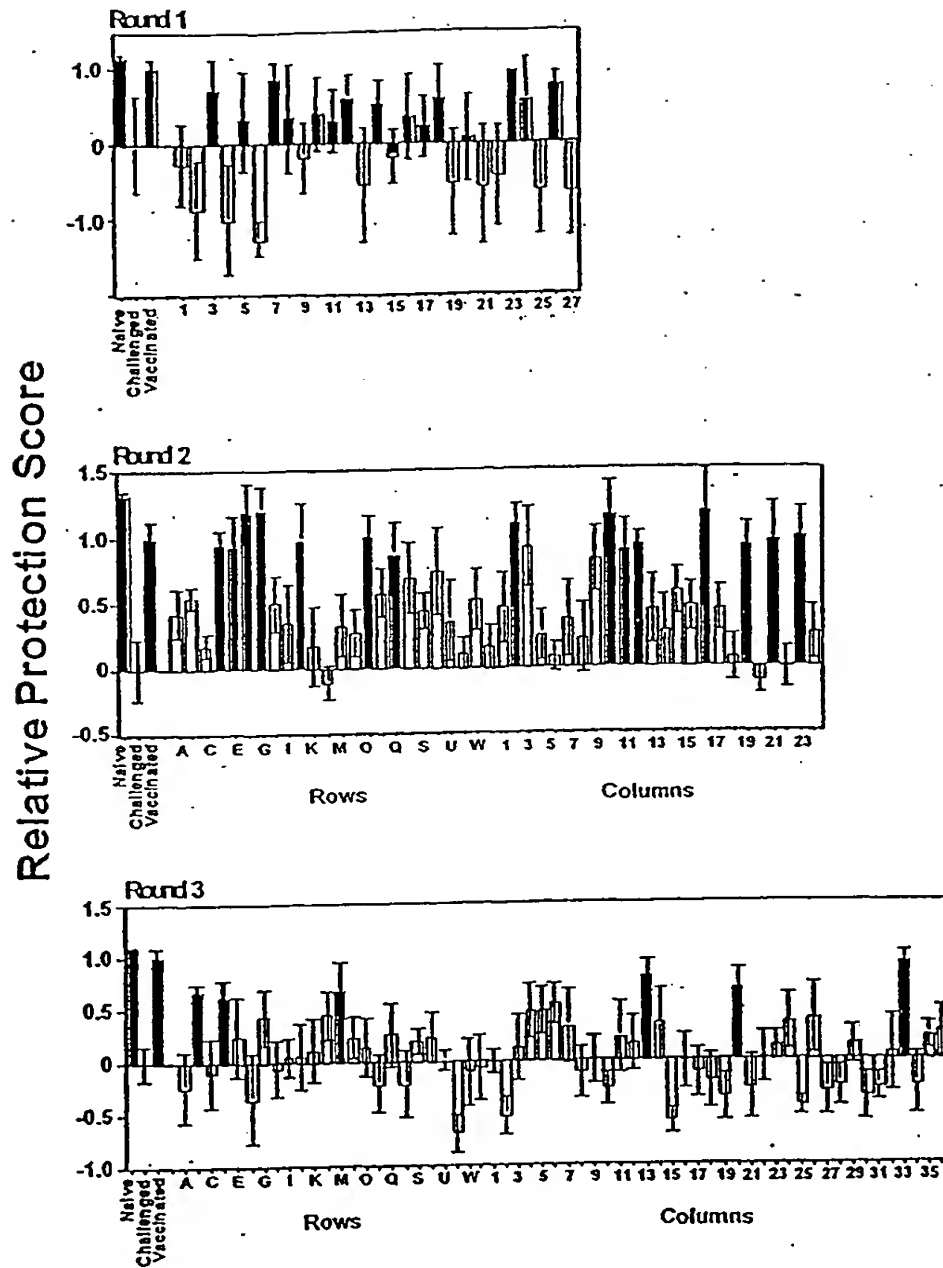 Relative Protection Score
Round 1
1.0
0
-1.0
Naive
Challenged
Vaccinated
1 3 5 7 9 11 13 15 17 19 21 23 25 27
Round 2
1.5
1.0
0.5
0
-0.5
Naive
Challenged
Vaccinated
A C E G I K M O Q S U W 1 3 5 7 9 11 13 15 17 19 21 23
Rows Columns
Round 3
1.5
1.0
0.5
0
-0.5
-1.0
Naive
Challenged
Vaccinated
A C E G I K M O Q S U W 1 3 5 7 9 11 13 15 17 19 21 23 25 27 29 31 33 35
Rows Columns